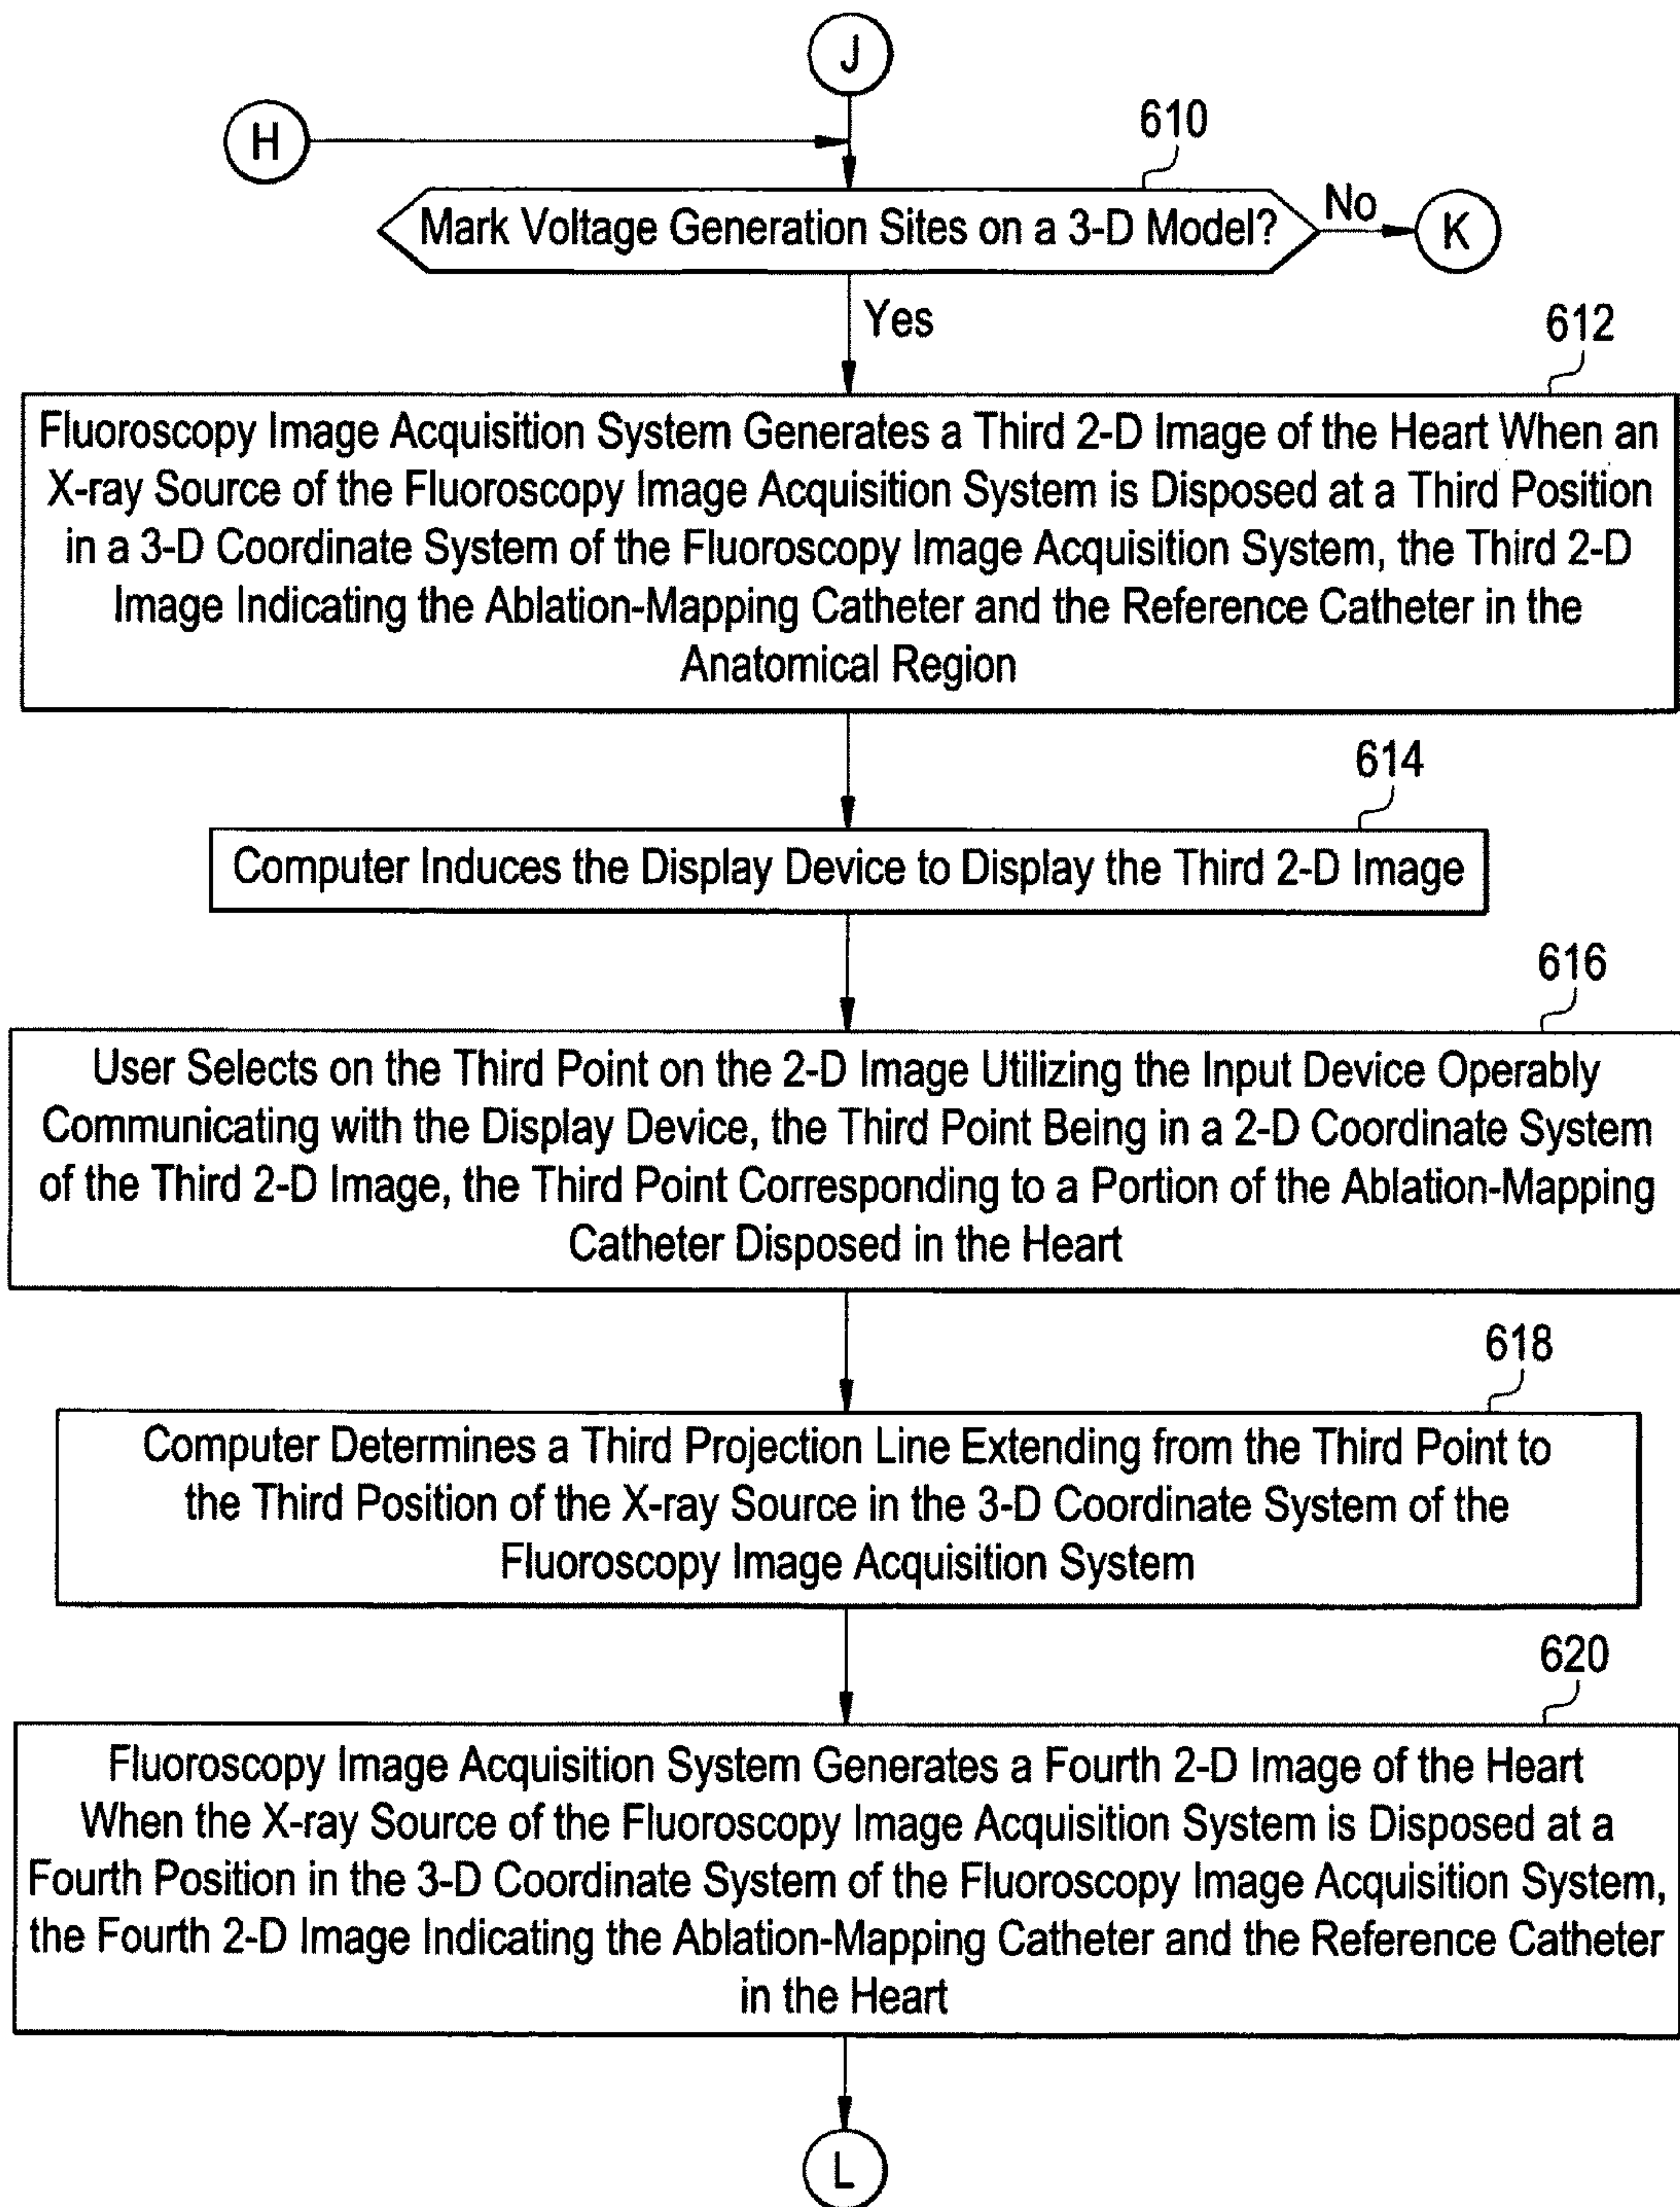 J
H
610
Mark Voltage Generation Sites on a 3-D Model?
No
K
Yes
612
Fluoroscopy Image Acquisition System Generates a Third 2-D Image of the Heart When an
X-ray Source of the Fluoroscopy Image Acquisition System is Disposed at a Third Position
in a 3-D Coordinate System of the Fluoroscopy Image Acquisition System, the Third 2-D
Image Indicating the Ablation-Mapping Catheter and the Reference Catheter in the
Anatomical Region
614
Computer Induces the Display Device to Display the Third 2-D Image
616
User Selects on the Third Point on the 2-D Image Utilizing the Input Device Operably
Communicating with the Display Device, the Third Point Being in a 2-D Coordinate System
of the Third 2-D Image, the Third Point Corresponding to a Portion of the Ablation-Mapping
Catheter Disposed in the Heart
618
Computer Determines a Third Projection Line Extending from the Third Point to
the Third Position of the X-ray Source in the 3-D Coordinate System of the
Fluoroscopy Image Acquisition System
620
Fluoroscopy Image Acquisition System Generates a Fourth 2-D Image of the Heart
When the X-ray Source of the Fluoroscopy Image Acquisition System is Disposed at a
Fourth Position in the 3-D Coordinate System of the Fluoroscopy Image Acquisition System,
the Fourth 2-D Image Indicating the Ablation-Mapping Catheter and the Reference Catheter
in the Heart
L